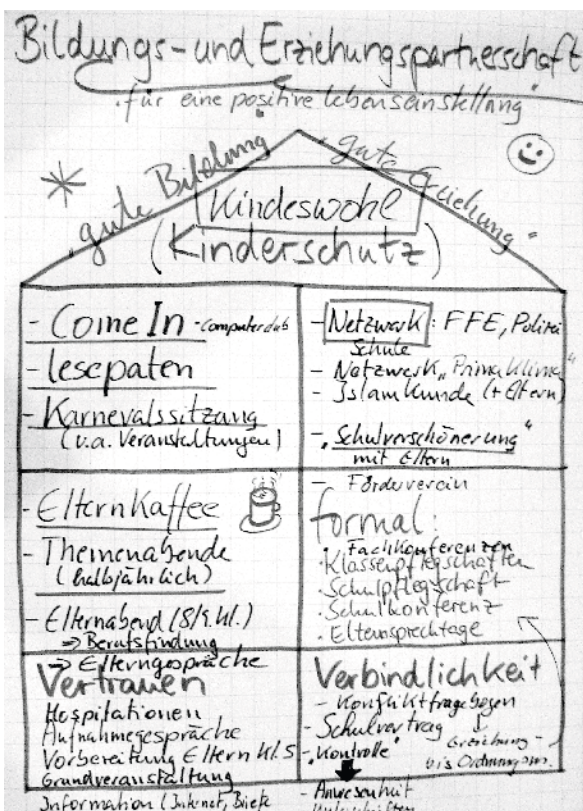 Bildungs- und Erziehungspartnerschaft
„für eine positive Lebenseinstellung"
„gute Bildung
gute Erziehung"
Kindeswohl
(Kinderschutz)
- Come In - Computerclub
- Lesepaten
- Karnevalssitzung
(u.a. Veranstaltungen)
- Netzwerk: FFE, Polizei
Schule
- Netzwerk „Prima Klima"
- Islamkunde (+ Eltern)
- „Schulverschönerung"
mit Eltern
- Förderverein
- Elternkaffee
- Themenabende
(halbjährlich)
- Elternabend (8/9. Kl.)
⇒ Berufsfindung
⇒ Elterngespräche
formal:
· Fachkonferenzen
· Klassenpflegschaften
· Schulpflegschaft
· Schulkonferenz
· Elternsprechtage
Vertrauen
Hospitationen
Aufnahmegespräche
Vorbereitung Eltern Kl. 5
Grundveranstaltung
Information (Internet, Briefe
Verbindlichkeit
- Konfliktfragebogen
- Schulvertrag
- „Kontrolle"
Erziehung -
bis Ordnungsm.
- Anwesenheit
Unterschriften